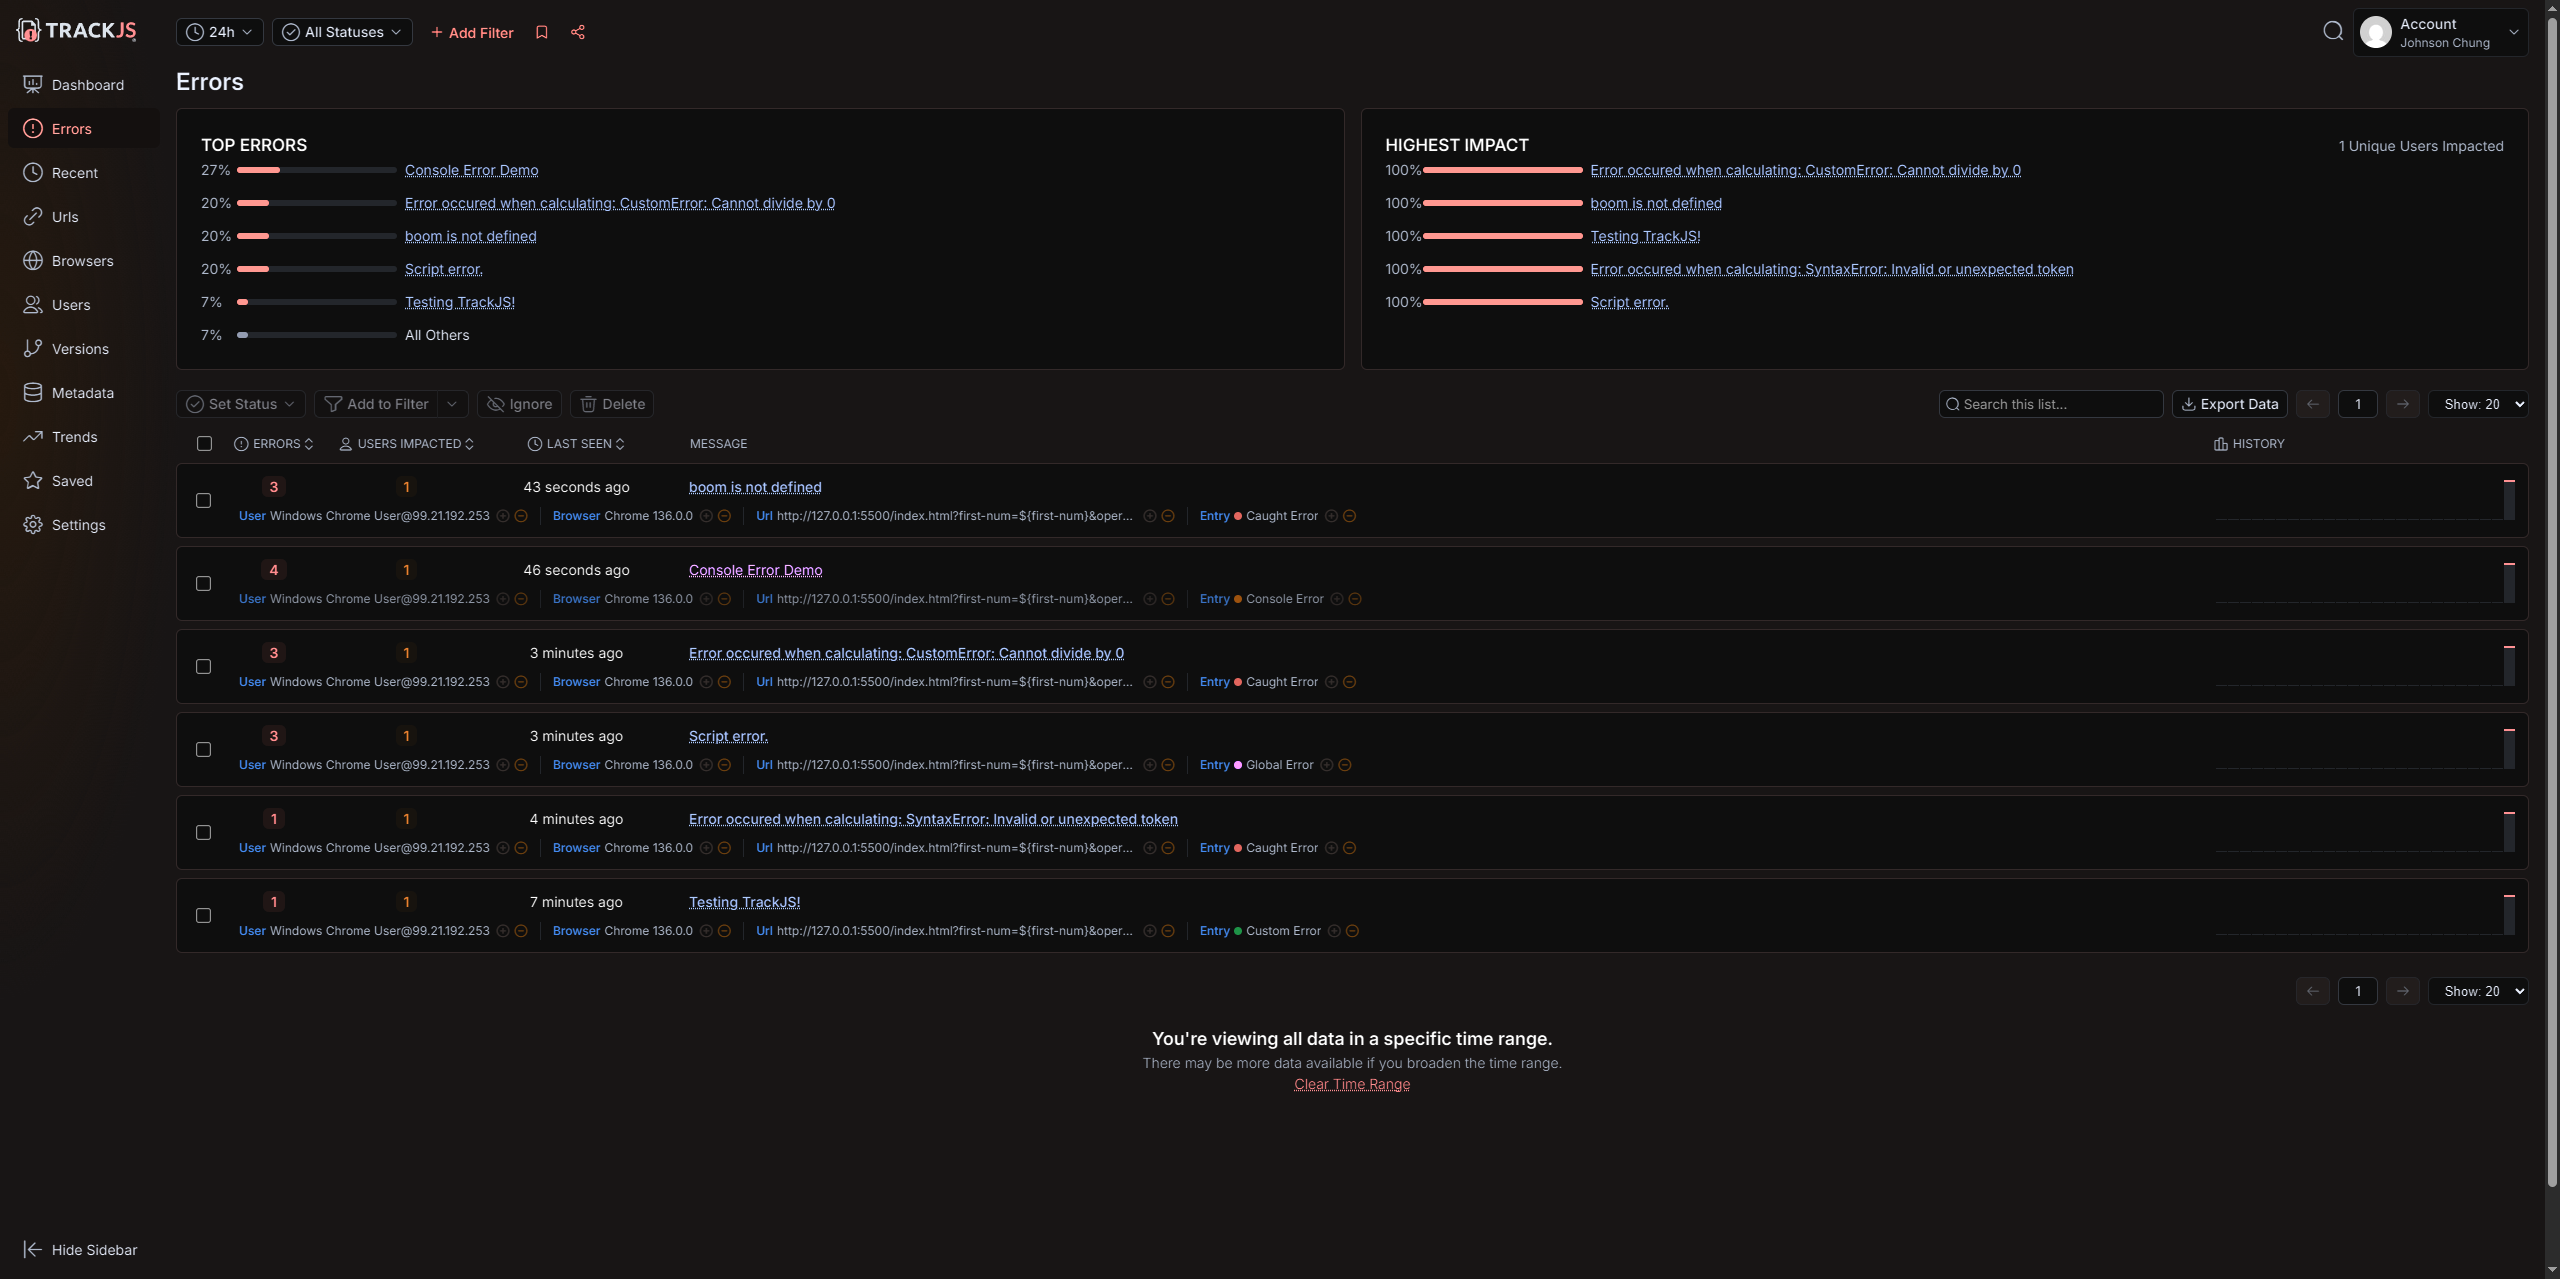 TRACKJS
24h
All Statuses
+ Add Filter
Account
Johnson Chung
Dashboard
Errors
Recent
Urls
Browsers
Users
Versions
Metadata
Trends
Saved
Settings
Hide Sidebar
Errors
TOP ERRORS
27% Console Error Demo
20% Error occured when calculating: CustomError: Cannot divide by 0
20% boom is not defined
20% Script error.
7% Testing TrackJS!
7% All Others
HIGHEST IMPACT
1 Unique Users Impacted
100% Error occured when calculating: CustomError: Cannot divide by 0
100% boom is not defined
100% Testing TrackJS!
100% Error occured when calculating: SyntaxError: Invalid or unexpected token
100% Script error.
Set Status Add to Filter Ignore Delete
Search this list... Export Data 1 Show: 20
ERRORS USERS IMPACTED LAST SEEN MESSAGE HISTORY
3 1 43 seconds ago boom is not defined
User Windows Chrome User@99.21.192.253 Browser Chrome 136.0.0 Url http://127.0.0.1:5500/index.html?first-num=${first-num}&oper... Entry Caught Error
4 1 46 seconds ago Console Error Demo
User Windows Chrome User@99.21.192.253 Browser Chrome 136.0.0 Url http://127.0.0.1:5500/index.html?first-num=${first-num}&oper... Entry Console Error
3 1 3 minutes ago Error occured when calculating: CustomError: Cannot divide by 0
User Windows Chrome User@99.21.192.253 Browser Chrome 136.0.0 Url http://127.0.0.1:5500/index.html?first-num=${first-num}&oper... Entry Caught Error
3 1 3 minutes ago Script error.
User Windows Chrome User@99.21.192.253 Browser Chrome 136.0.0 Url http://127.0.0.1:5500/index.html?first-num=${first-num}&oper... Entry Global Error
1 1 4 minutes ago Error occured when calculating: SyntaxError: Invalid or unexpected token
User Windows Chrome User@99.21.192.253 Browser Chrome 136.0.0 Url http://127.0.0.1:5500/index.html?first-num=${first-num}&oper... Entry Caught Error
1 1 7 minutes ago Testing TrackJS!
User Windows Chrome User@99.21.192.253 Browser Chrome 136.0.0 Url http://127.0.0.1:5500/index.html?first-num=${first-num}&oper... Entry Custom Error
1 Show: 20
You're viewing all data in a specific time range.
There may be more data available if you broaden the time range.
Clear Time Range